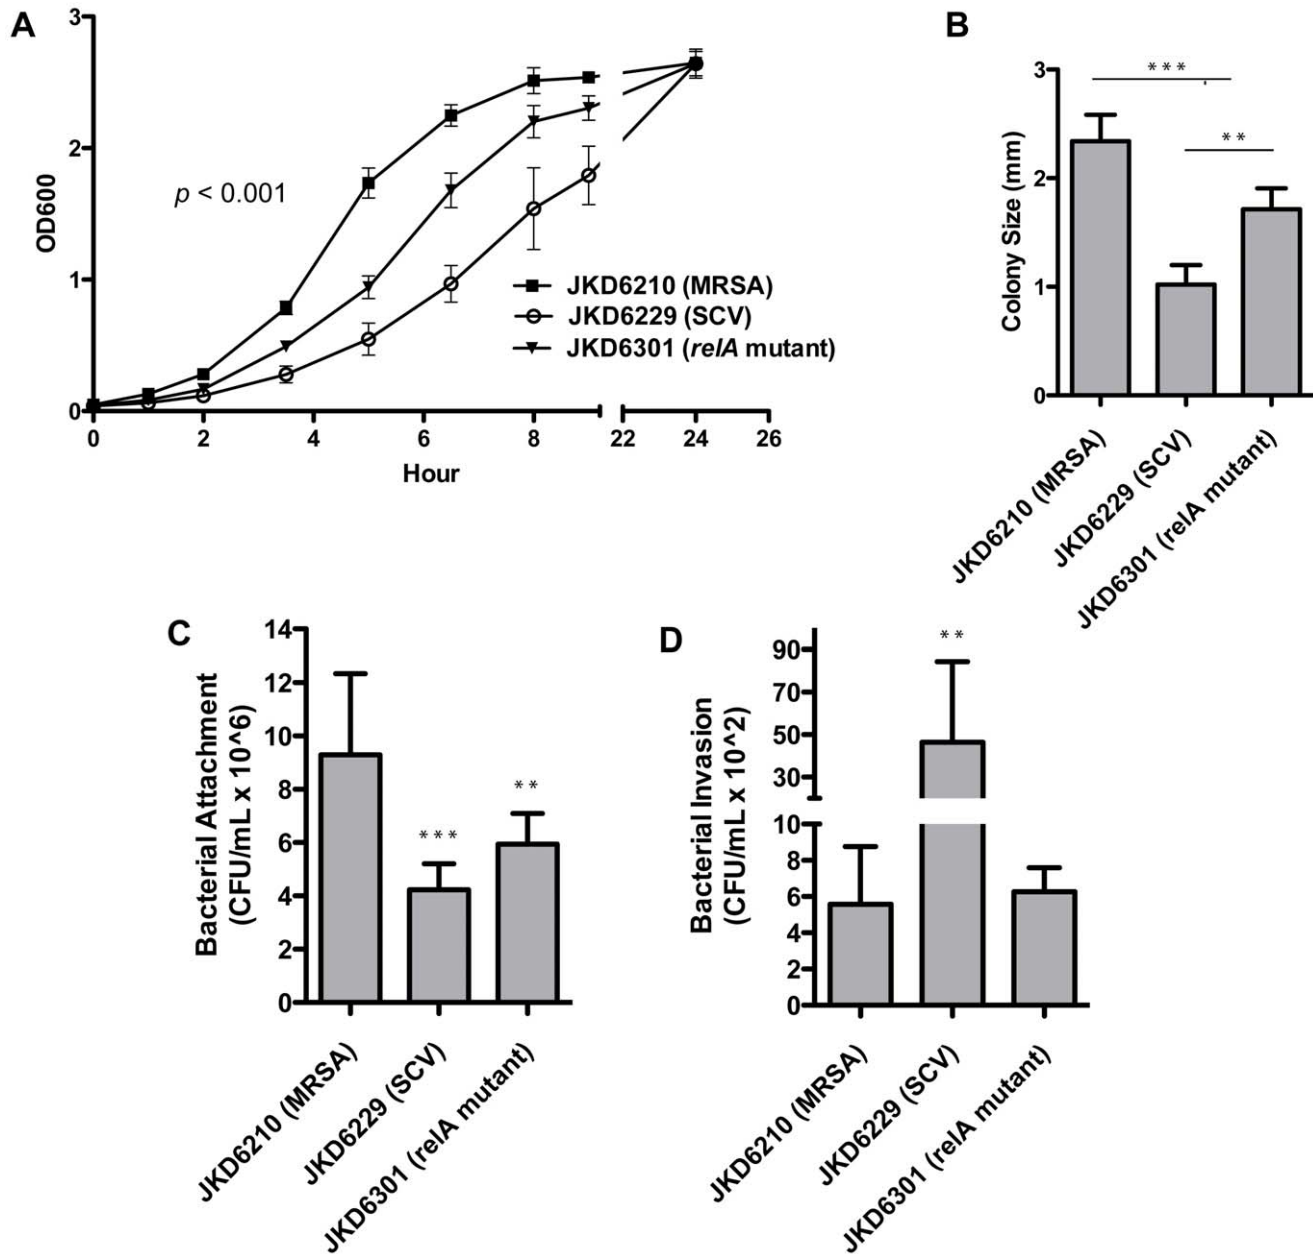 A
3
2
1
0
OD600
p < 0.001
JKD6210 (MRSA)
JKD6229 (SCV)
JKD6301 (relA mutant)
0 2 4 6 8 22 24 26
Hour
B
3
2
1
0
Colony Size (mm)
***
**
JKD6210 (MRSA)
JKD6229 (SCV)
JKD6301 (relA mutant)
C
14
12
10
8
6
4
2
0
Bacterial Attachment
(CFU/mL x 10^6)
***
**
JKD6210 (MRSA)
JKD6229 (SCV)
JKD6301 (relA mutant)
D
90
70
50
30
10
8
6
4
2
0
Bacterial Invasion
(CFU/mL x 10^2)
**
JKD6210 (MRSA)
JKD6229 (SCV)
JKD6301 (relA mutant)